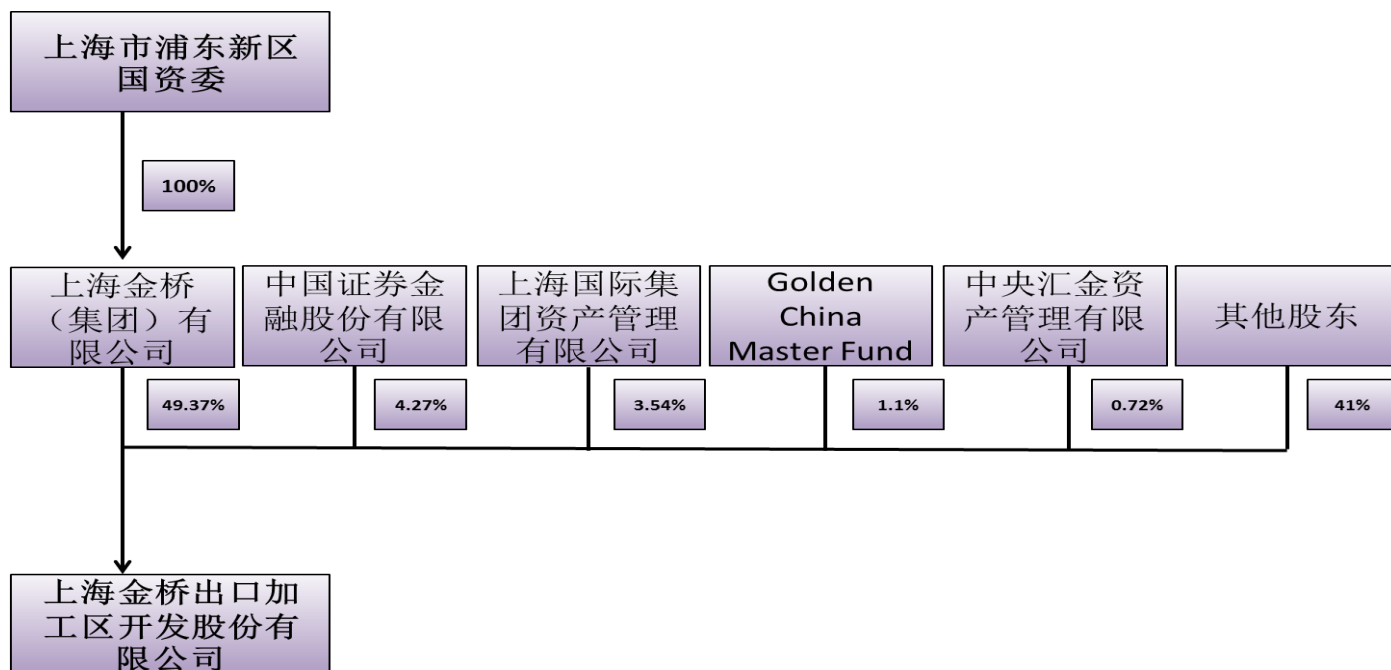 上海市浦东新区
国资委
100%
上海金桥
（集团）有
限公司
中国证券金
融股份有限
公司
上海国际集
团资产管理
有限公司
Golden
China
Master Fund
中央汇金资
产管理有限
公司
其他股东
49.37%
4.27%
3.54%
1.1%
0.72%
41%
上海金桥出口加
工区开发股份有
限公司